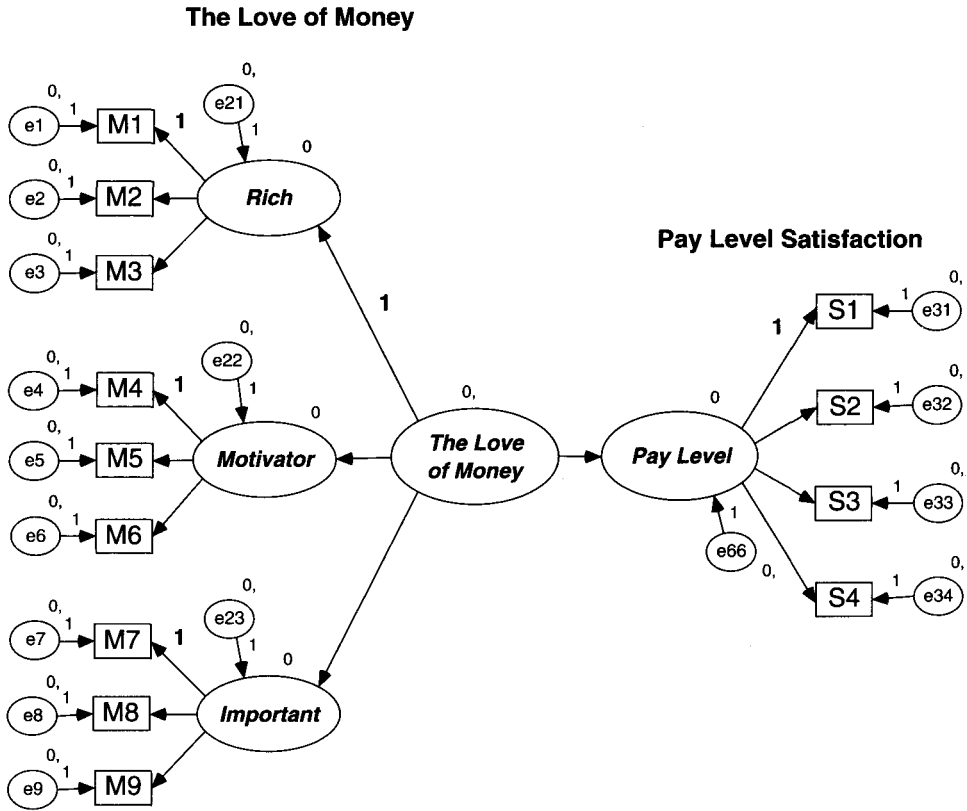 The Love of Money
0,
e1
1
M1
1
0,
e21
1
0
Rich
0,
e2
1
M2
0,
e3
1
M3
1
0,
e4
1
M4
1
0,
e22
1
0
Motivator
0,
e5
1
M5
0,
e6
1
M6
0,
e7
1
M7
1
0,
e23
1
0
Important
0,
e8
1
M8
0,
e9
1
M9
0,
The Love
of Money
Pay Level Satisfaction
0
Pay Level
1
e66
0,
1
S1
1
0,
e31
S2
1
0,
e32
S3
1
0,
e33
S4
1
0,
e34